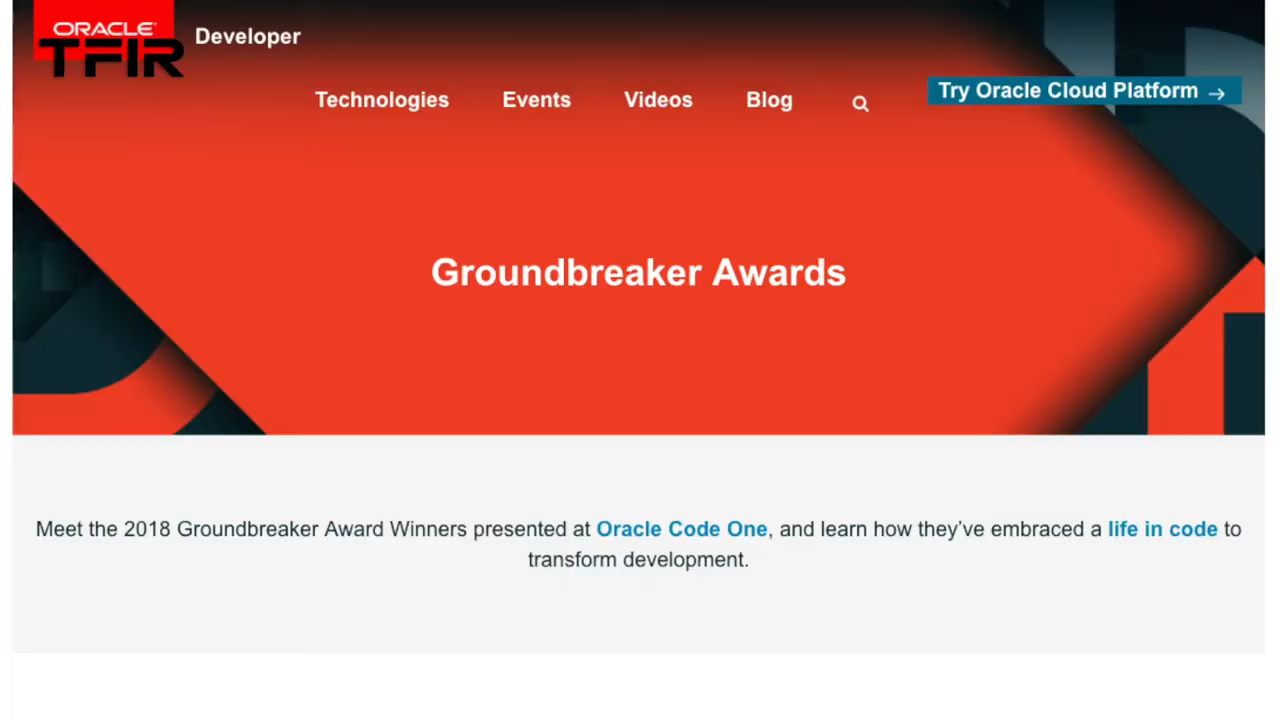 ORACLE
TFIR
Developer
Technologies Events Videos Blog
Try Oracle Cloud Platform →
Groundbreaker Awards
Meet the 2018 Groundbreaker Award Winners presented at Oracle Code One, and learn how they’ve embraced a life in code to
transform development.